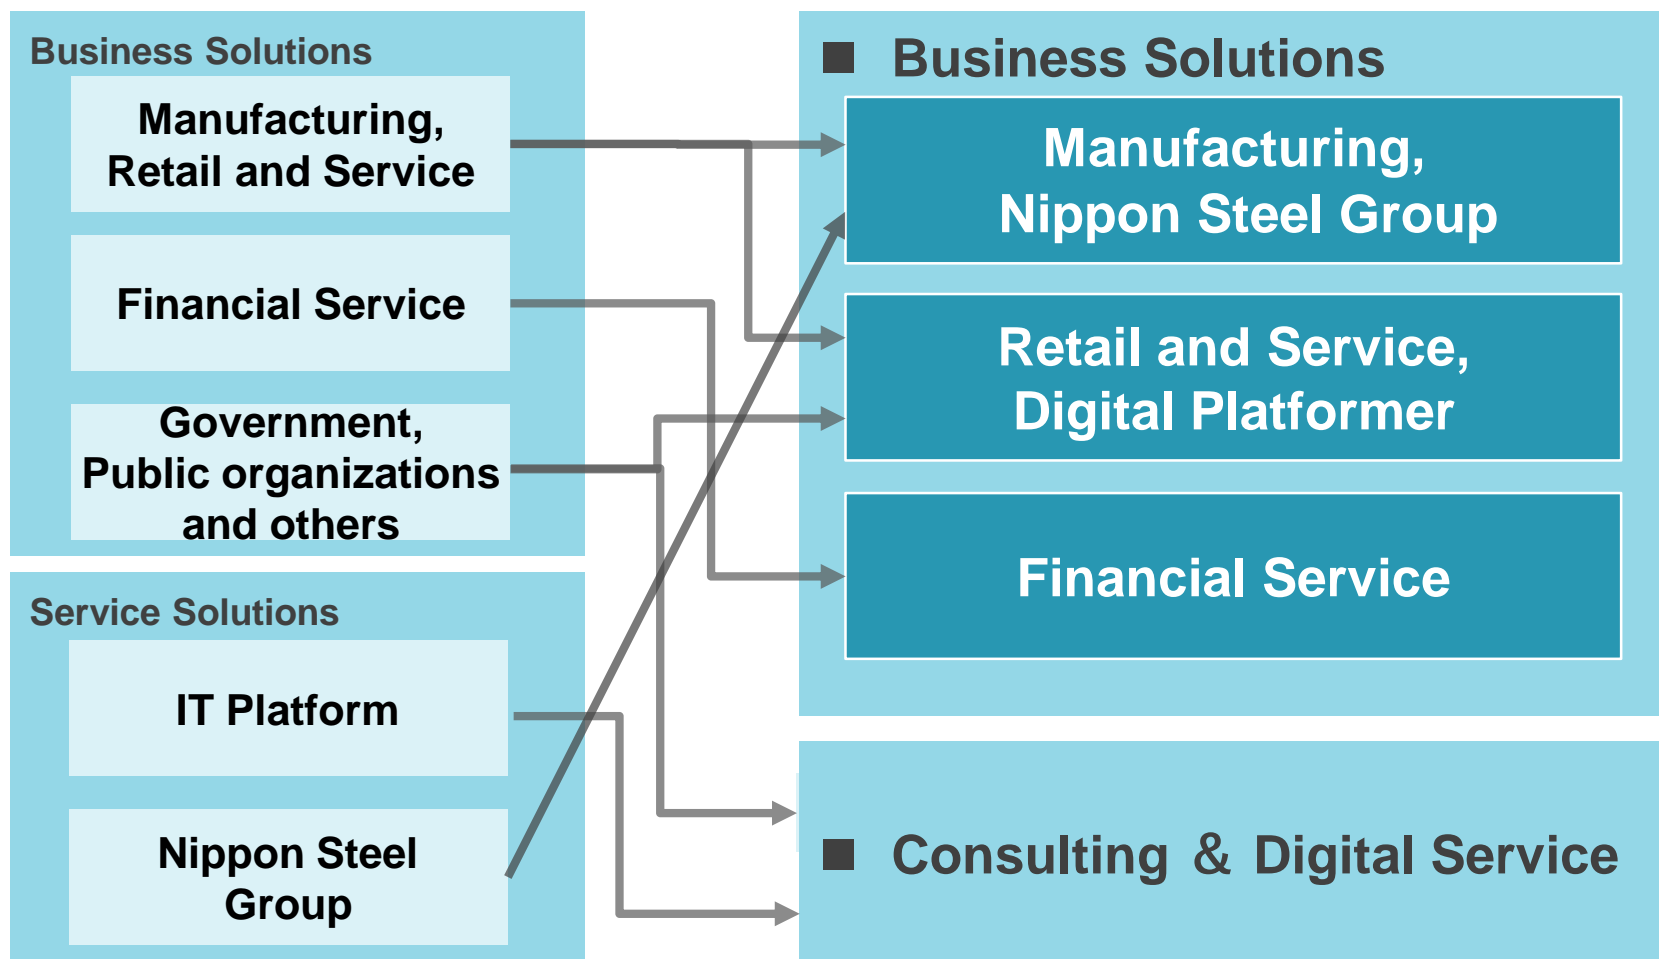 Business Solutions
Manufacturing,
Retail and Service
Financial Service
Government,
Public organizations
and others
Service Solutions
IT Platform
Nippon Steel
Group
■ Business Solutions
Manufacturing,
Nippon Steel Group
Retail and Service,
Digital Platformer
Financial Service
■ Consulting & Digital Service